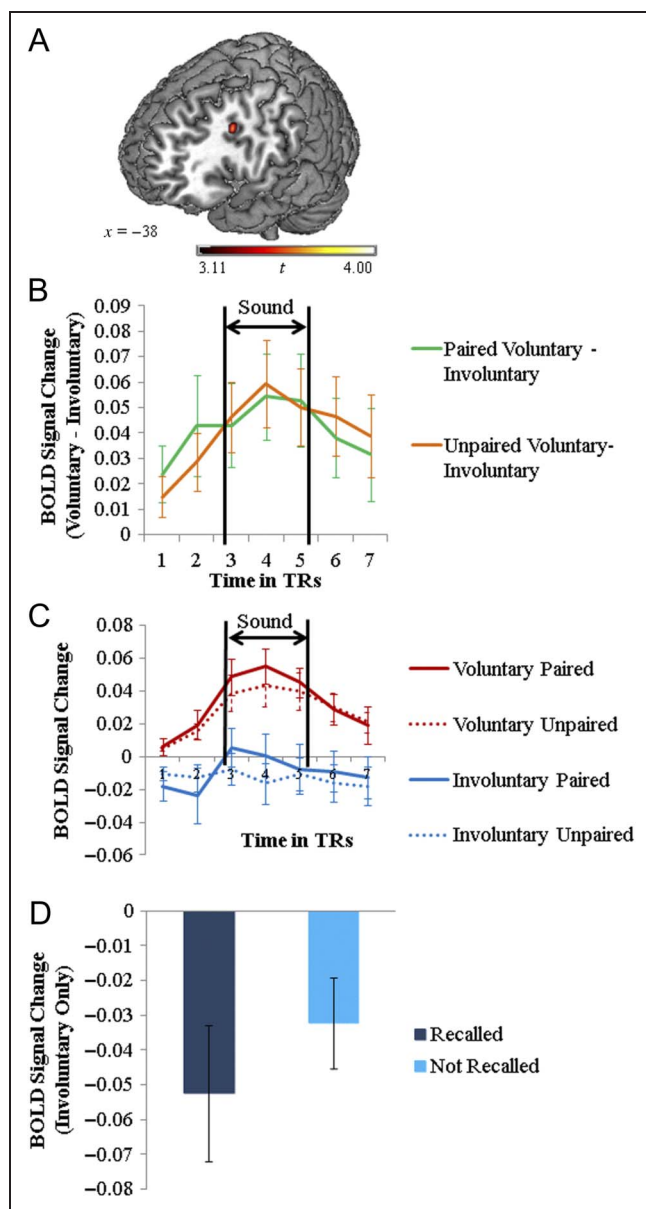 A
x = −38
3.11 t 4.00
B
BOLD Signal Change
(Voluntary - Involuntary)
0.09
0.08
0.07
0.06
0.05
0.04
0.03
0.02
0.01
0
Sound
1 2 3 4 5 6 7
Time in TRs
Paired Voluntary -
Involuntary
Unpaired Voluntary-
Involuntary
C
BOLD Signal Change
0.08
0.06
0.04
0.02
0
−0.02
−0.04
−0.06
Sound
1 2 3 4 5 6 7
Time in TRs
Voluntary Paired
Voluntary Unpaired
Involuntary Paired
Involuntary Unpaired
D
BOLD Signal Change
(Involuntary Only)
0
−0.01
−0.02
−0.03
−0.04
−0.05
−0.06
−0.07
−0.08
Recalled
Not Recalled